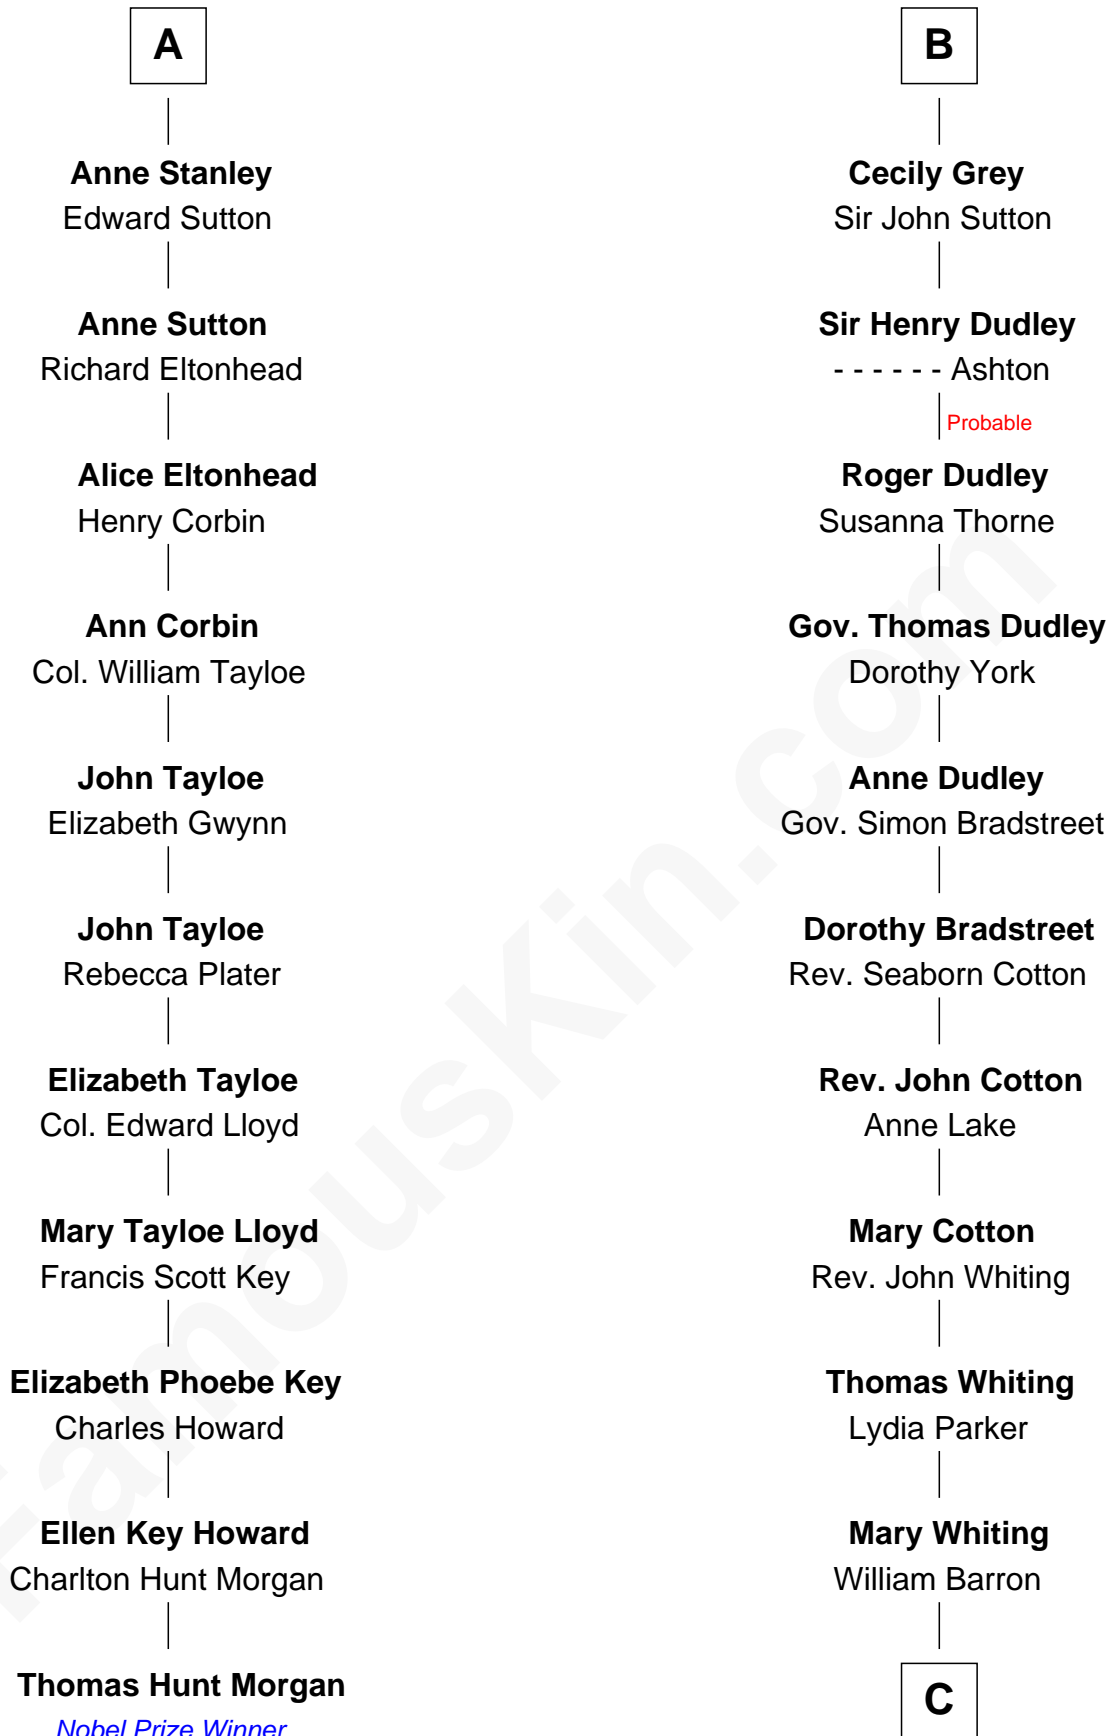 A
Anne Stanley
Edward Sutton
Anne Sutton
Richard Eltonhead
Alice Eltonhead
Henry Corbin
Ann Corbin
Col. William Tayloe
John Tayloe
Elizabeth Gwynn
John Tayloe
Rebecca Plater
Elizabeth Tayloe
Col. Edward Lloyd
Mary Tayloe Lloyd
Francis Scott Key
Elizabeth Phoebe Key
Charles Howard
Ellen Key Howard
Charlton Hunt Morgan
Thomas Hunt Morgan
Nobel Prize Winner
B
Cecily Grey
Sir John Sutton
Sir Henry Dudley
- - - - - - Ashton
Probable
Roger Dudley
Susanna Thorne
Gov. Thomas Dudley
Dorothy York
Anne Dudley
Gov. Simon Bradstreet
Dorothy Bradstreet
Rev. Seaborn Cotton
Rev. John Cotton
Anne Lake
Mary Cotton
Rev. John Whiting
Thomas Whiting
Lydia Parker
Mary Whiting
William Barron
C
FamousKin.com